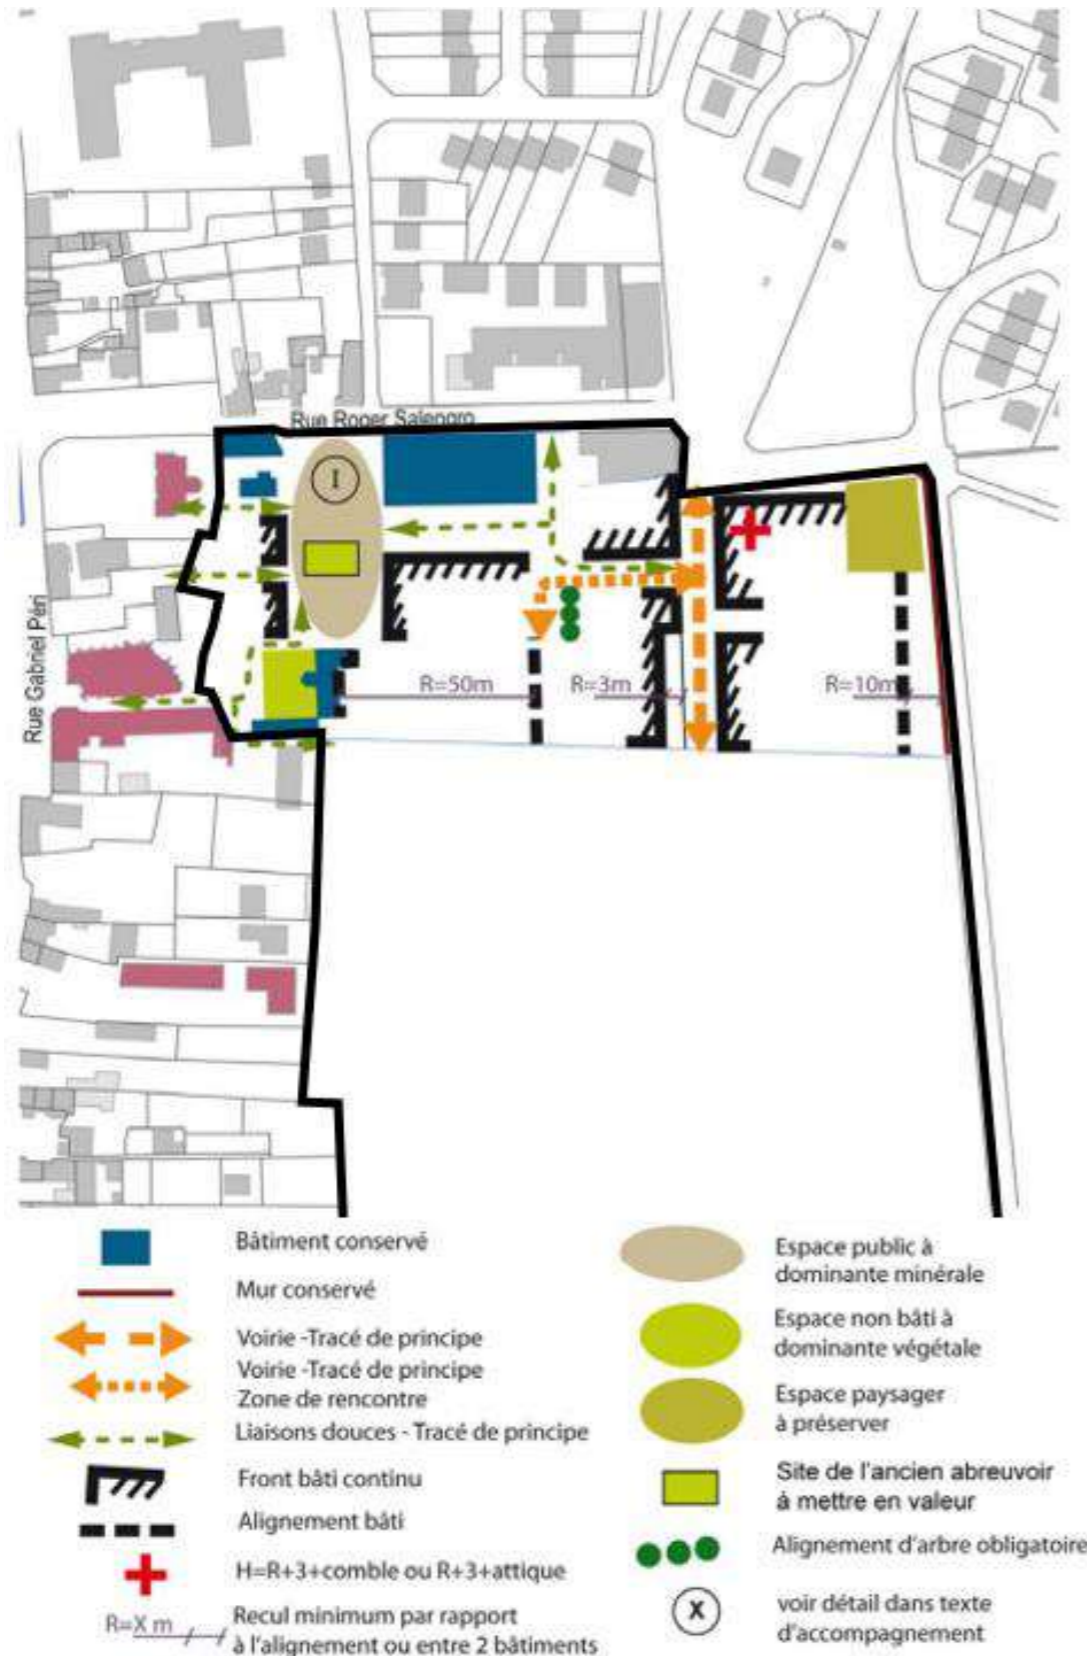 Rue Roger Salengro
I
Rue Gabriel Péri
R=50m
R=3m
R=10m
Bâtiment conservé
Mur conservé
Voirie -Tracé de principe
Voirie -Tracé de principe
Zone de rencontre
Liaisons douces - Tracé de principe
Front bâti continu
Alignement bâti
H=R+3+comble ou R+3+attique
R=X m
Recul minimum par rapport
à l'alignement ou entre 2 bâtiments
Espace public à
dominante minérale
Espace non bâti à
dominante végétale
Espace paysager
à préserver
Site de l'ancien abreuvoir
à mettre en valeur
Alignement d'arbre obligatoire
X
voir détail dans texte
d'accompagnement